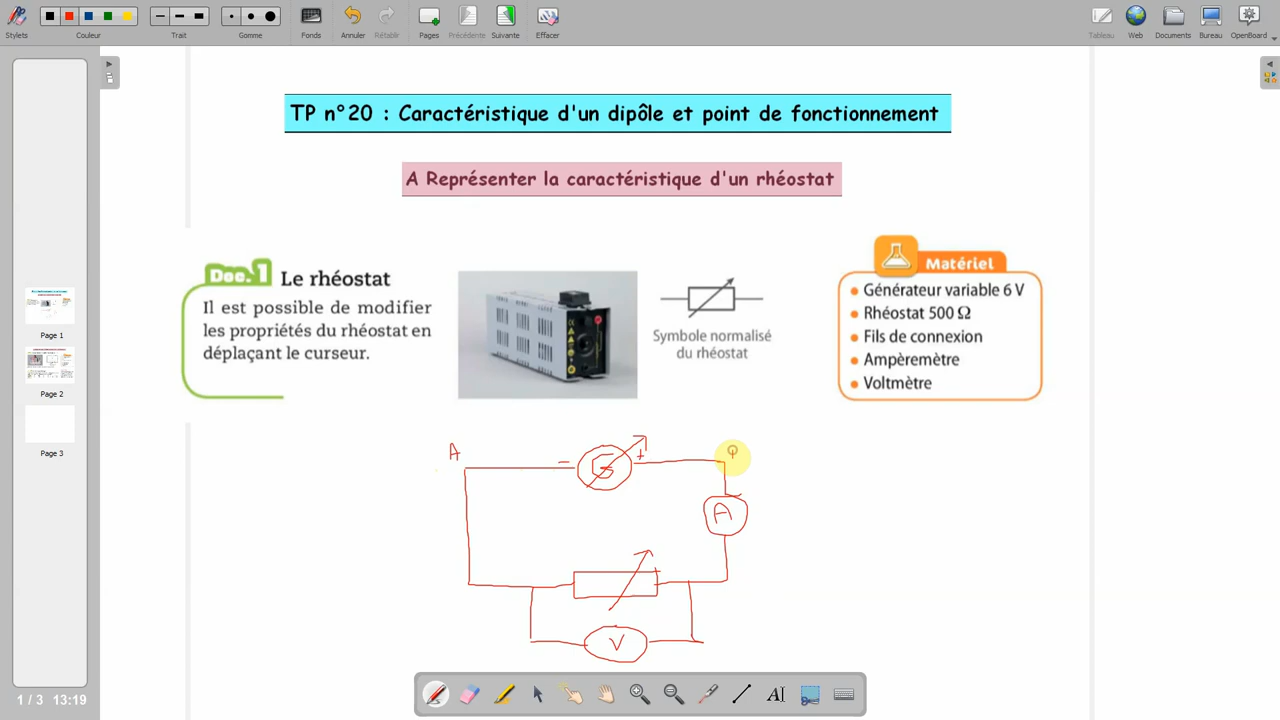 Stylets
Couleur
Trait
Gomme
Fonds
Annuler
Rétablir
Pages
Précédente
Suivante
Effacer
Tableau
Web
Documents
Bureau
OpenBoard
TP n°20 : Caractéristique d'un dipôle et point de fonctionnement
A Représenter la caractéristique d'un rhéostat
Doc.1 Le rhéostat
Il est possible de modifier
les propriétés du rhéostat en
déplaçant le curseur.
Symbole normalisé
du rhéostat
Matériel
Générateur variable 6 V
Rhéostat 500 Ω
Fils de connexion
Ampèremètre
Voltmètre
Page 1
Page 2
Page 3
A
− G +
A
V
1 / 3 13:19